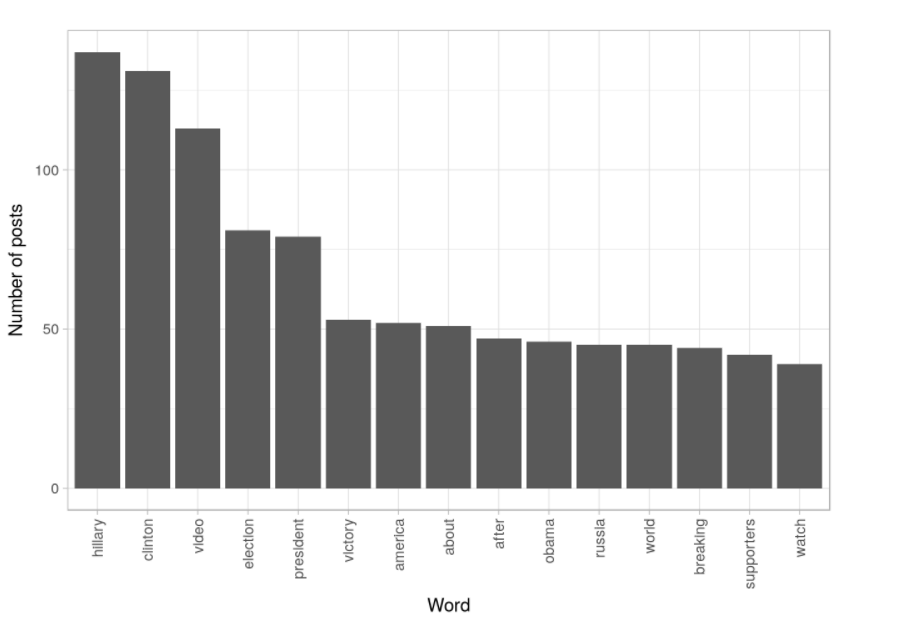 Number of posts
100
50
0
hillary
clinton
video
election
president
victory
america
about
after
obama
russia
world
breaking
supporters
watch
Word